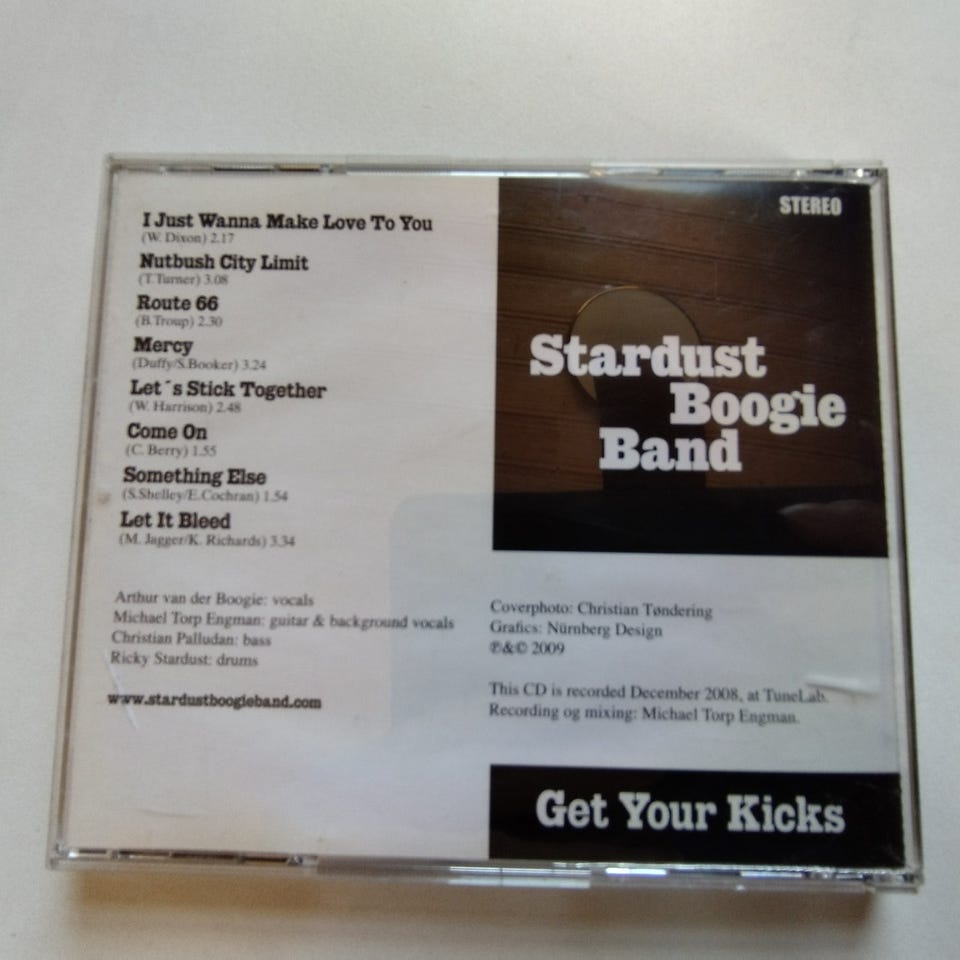 I Just Wanna Make Love To You
(W. Dixon) 2.17
Nutbush City Limit
(T. Turner) 3.08
Route 66
(B. Troup) 2.30
Mercy
(Duffy/S.Booker) 3.24
Let´s Stick Together
(W. Harrison) 2.48
Come On
(C. Berry) 1.55
Something Else
(S.Shelley/E.Cochran) 1.54
Let It Bleed
(M. Jagger/K. Richards) 3.34
Arthur van der Boogie: vocals
Michael Torp Engman: guitar & background vocals
Christian Palludan: bass
Ricky Stardust: drums
www.stardustboogieband.com
STEREO
Stardust
Boogie
Band
Coverphoto: Christian Tøndering
Grafics: Nürnberg Design
℗&© 2009
This CD is recorded December 2008, at TuneLab.
Recording og mixing: Michael Torp Engman.
Get Your Kicks